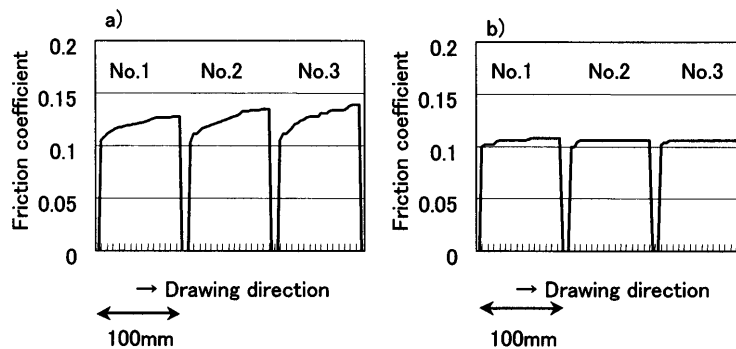 a)
Friction coefficient
0.2
0.15
0.1
0.05
0
No.1 No.2 No.3
→ Drawing direction
100mm
b)
Friction coefficient
0.2
0.15
0.1
0.05
0
No.1 No.2 No.3
→ Drawing direction
100mm